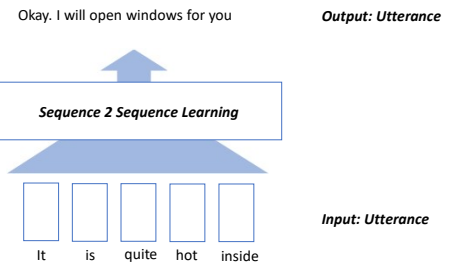 Okay. I will open windows for you
Output: Utterance
Sequence 2 Sequence Learning
Input: Utterance
It is quite hot inside